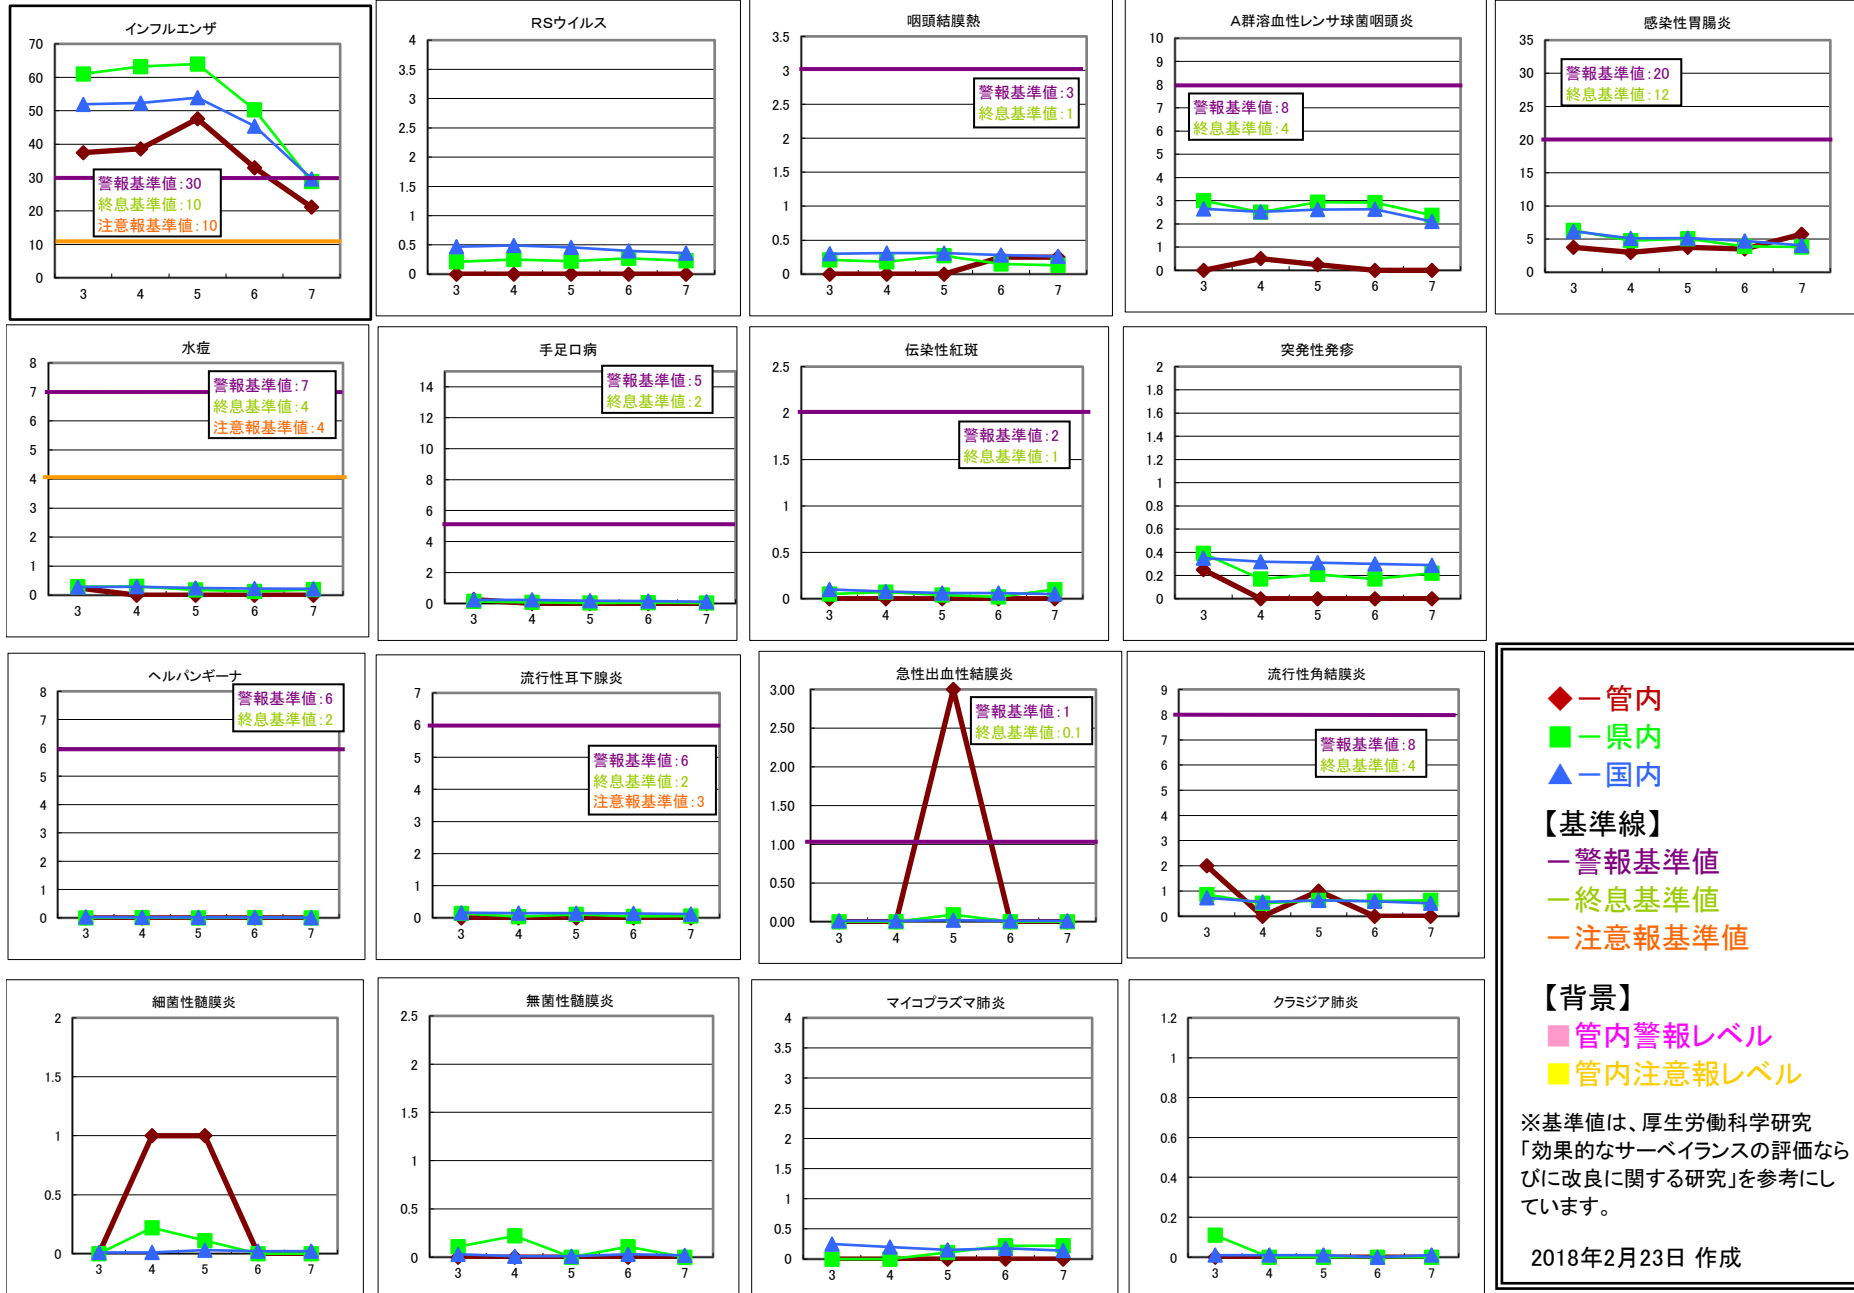 インフルエンザ
70
60
50
40
30
20
10
0
3 4 5 6 7
警報基準値:30
終息基準値:10
注意報基準値:10
RSウイルス
4
3.5
3
2.5
2
1.5
1
0.5
0
3 4 5 6 7
咽頭結膜熱
3.5
3
2.5
2
1.5
1
0.5
0
3 4 5 6 7
警報基準値:3
終息基準値:1
A群溶血性レンサ球菌咽頭炎
10
9
8
7
6
5
4
3
2
1
0
3 4 5 6 7
警報基準値:8
終息基準値:4
感染性胃腸炎
35
30
25
20
15
10
5
0
3 4 5 6 7
警報基準値:20
終息基準値:12
水痘
8
7
6
5
4
3
2
1
0
3 4 5 6 7
警報基準値:7
終息基準値:4
注意報基準値:4
手足口病
14
12
10
8
6
4
2
0
3 4 5 6 7
警報基準値:5
終息基準値:2
伝染性紅斑
2.5
2
1.5
1
0.5
0
3 4 5 6 7
警報基準値:2
終息基準値:1
突発性発疹
2
1.8
1.6
1.4
1.2
1
0.8
0.6
0.4
0.2
0
3 4 5 6 7
ヘルパンギーナ
8
7
6
5
4
3
2
1
0
3 4 5 6 7
警報基準値:6
終息基準値:2
流行性耳下腺炎
7
6
5
4
3
2
1
0
3 4 5 6 7
警報基準値:6
終息基準値:2
注意報基準値:3
急性出血性結膜炎
3.00
2.50
2.00
1.50
1.00
0.50
0.00
3 4 5 6 7
警報基準値:1
終息基準値:0.1
流行性角結膜炎
9
8
7
6
5
4
3
2
1
0
3 4 5 6 7
警報基準値:8
終息基準値:4
細菌性髄膜炎
2
1.5
1
0.5
0
3 4 5 6 7
無菌性髄膜炎
2.5
2
1.5
1
0.5
0
3 4 5 6 7
マイコプラズマ肺炎
4
3.5
3
2.5
2
1.5
1
0.5
0
3 4 5 6 7
クラミジア肺炎
1.2
1
0.8
0.6
0.4
0.2
0
3 4 5 6 7
◆－管内
■－県内
▲－国内
【基準線】
－警報基準値
－終息基準値
－注意報基準値
【背景】
■管内警報レベル
■管内注意報レベル
※基準値は、厚生労働科学研究
「効果的なサーベイランスの評価なら
びに改良に関する研究」を参考にし
ています。
2018年2月23日 作成